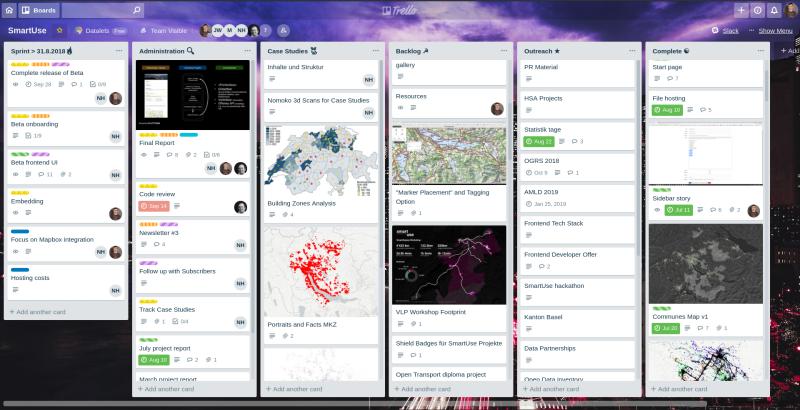 Boards
Trello
SmartUse
Datalets Free
Team Visible
JW M NH
7
Slack
Show Menu
Sprint > 31.8.2018
Complete release of Beta
Sep 28 1 0/9
NH
Beta onboarding
1/9
NH
Beta frontend UI
11 2
NH
Embedding
Focus on Mapbox integration
NH
Hosting costs
NH
+ Add another card
Administration
Final Report
8 2 0/6
NH
Code review
Sep 14
Newsletter #3
4
NH
Follow up with Subscribers
NH
Track Case Studies
1 0/4
NH
July project report
Aug 10 2 1
March project report
+ Add another card
Case Studies
Inhalte und Struktur
NH
Nomoko 3d Scans for Case Studies
NH
Building Zones Analysis
4
Portraits and Facts MKZ
2
+ Add another card
Backlog
gallery
Resources
"Marker Placement" and Tagging
Option
1
SMART
USE
VLP Workshop Footprint
1
Shield Badges für SmartUse Projekte
1
Open Transport diploma project
+ Add another card
Outreach ★
PR Material
HSA Projects
Statistik tage
Aug 22 3
OGRS 2018
Oct 9 1
AMLD 2019
Jan 25, 2019
Frontend Tech Stack
Frontend Developer Offer
2
SmartUse hackathon
Kanton Basel
Data Partnerships
Open Data Inventory
+ Add another card
Complete
Start page
7
File hosting
Aug 10 5
Sidebar story
Jul 11 6 2
Communes Map v1
Jul 20 7 1
+ Add another card
+ Add